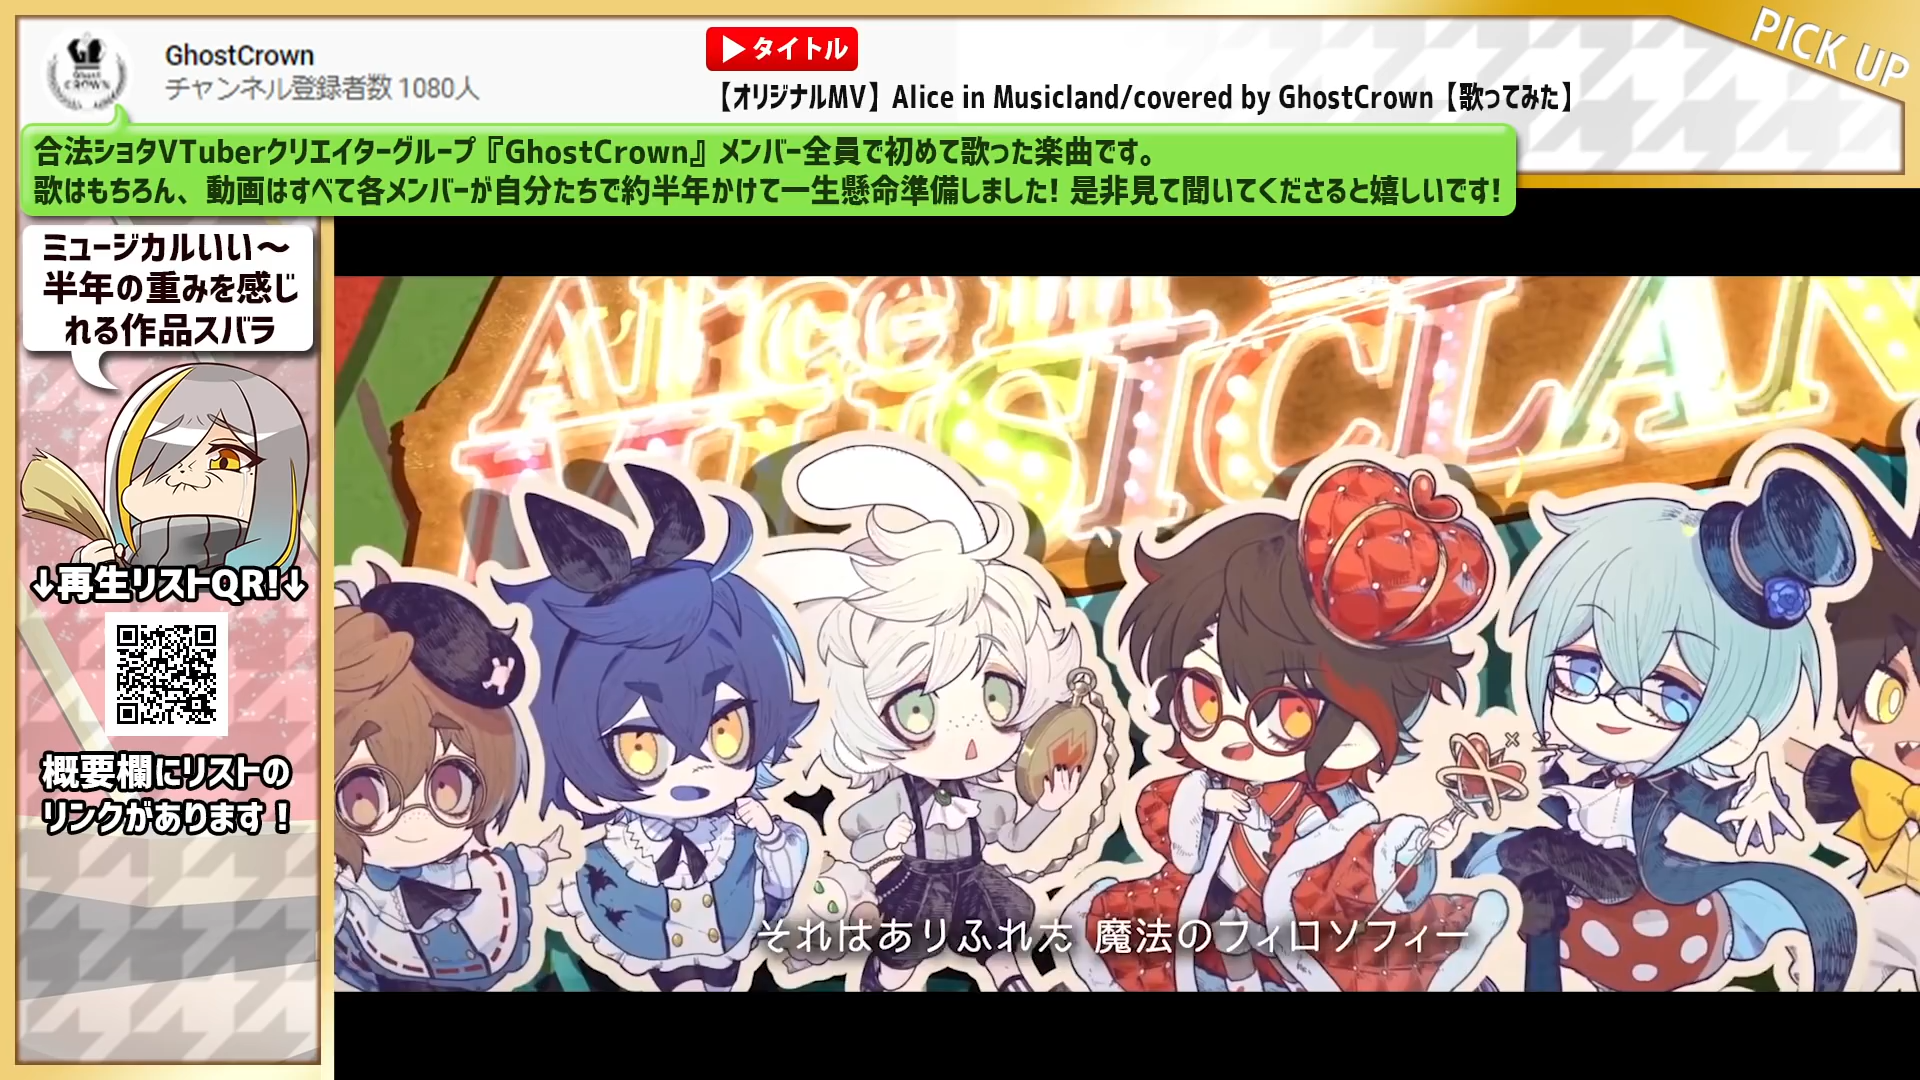 GhostCrown
チャンネル登録者数 1080人
タイトル
【オリジナルMV】Alice in Musicland/covered by GhostCrown【歌ってみた】
PICK UP
合法ショタVTuberクリエイターグループ『GhostCrown』メンバー全員で初めて歌った楽曲です。
歌はもちろん、動画はすべて各メンバーが自分たちで約半年かけて一生懸命準備しました! 是非見て聞いてくださると嬉しいです!
ミュージカルいい～
半年の重みを感じ
れる作品スバラ
↓再生リストQR!↓
概要欄にリストの
リンクがあります！
Alice in
MUSICLAN
それはありふれた 魔法のフィロソフィー